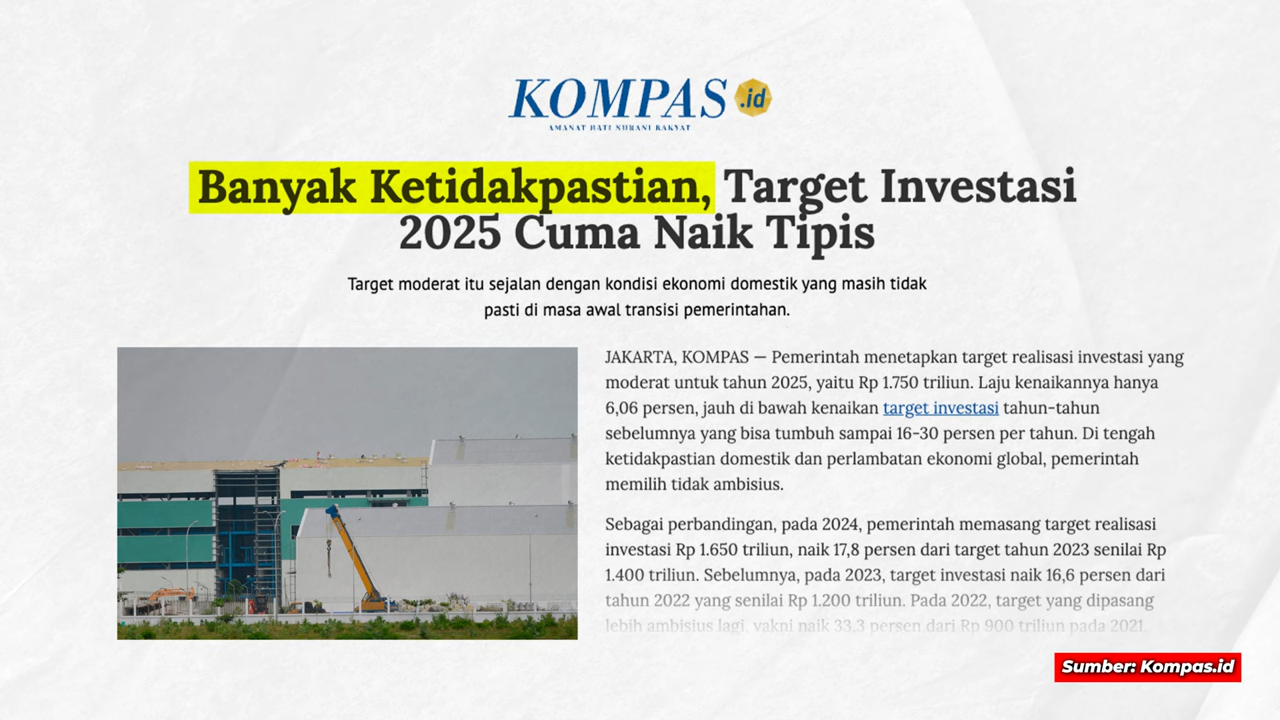 KOMPAS.id
AMANAT HATI NURANI RAKYAT
Banyak Ketidakpastian, Target Investasi
2025 Cuma Naik Tipis
Target moderat itu sejalan dengan kondisi ekonomi domestik yang masih tidak
pasti di masa awal transisi pemerintahan.
JAKARTA, KOMPAS — Pemerintah menetapkan target realisasi investasi yang
moderat untuk tahun 2025, yaitu Rp 1.750 triliun. Laju kenaikannya hanya
6,06 persen, jauh di bawah kenaikan target investasi tahun-tahun
sebelumnya yang bisa tumbuh sampai 16-30 persen per tahun. Di tengah
ketidakpastian domestik dan perlambatan ekonomi global, pemerintah
memilih tidak ambisius.
Sebagai perbandingan, pada 2024, pemerintah memasang target realisasi
investasi Rp 1.650 triliun, naik 17,8 persen dari target tahun 2023 senilai Rp
1.400 triliun. Sebelumnya, pada 2023, target investasi naik 16,6 persen dari
tahun 2022 yang senilai Rp 1.200 triliun. Pada 2022, target yang dipasang
lebih ambisius lagi, yakni naik 33,3 persen dari Rp 900 triliun pada 2021.
Sumber: Kompas.id